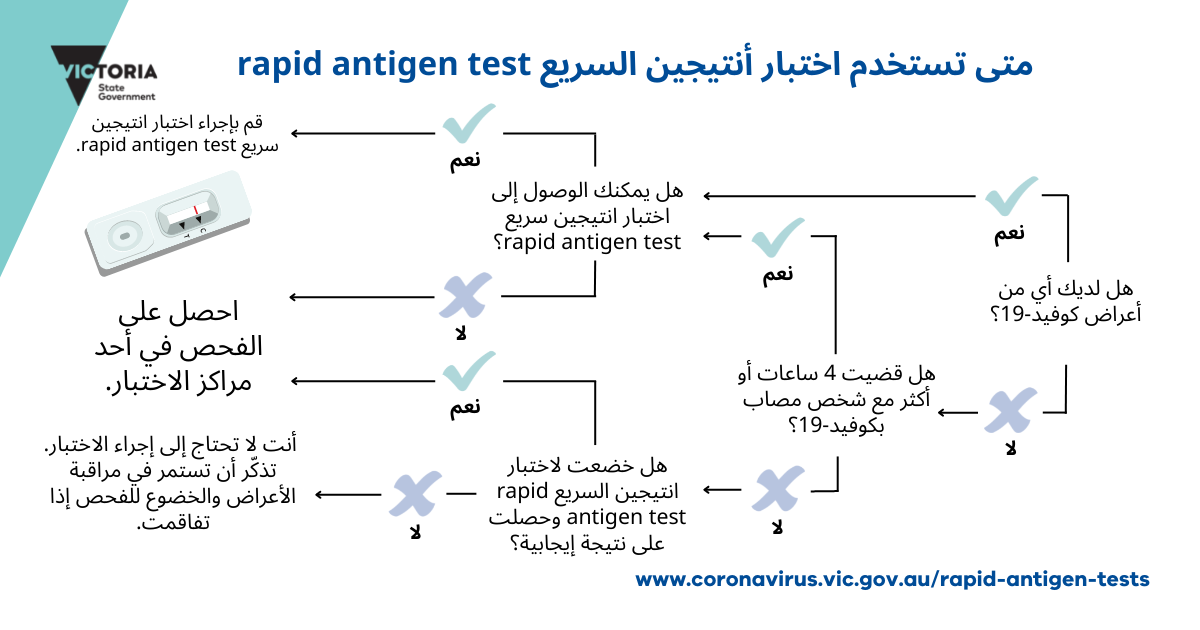 متى تستخدم اختبار أنتيجين السريع rapid antigen test
VICTORIA
State
Government
هل لديك أي من
أعراض كوفيد-19؟
نعم
لا
هل قضيت 4 ساعات أو
أكثر مع شخص مصاب
بكوفيد-19؟
نعم
لا
هل يمكنك الوصول إلى
اختبار انتيجين سريع
rapid antigen test؟
نعم
لا
هل خضعت لاختبار
انتيجين السريع rapid
antigen test وحصلت
على نتيجة إيجابية؟
نعم
لا
قم بإجراء اختبار انتيجين
سريع rapid antigen test.
C
T
احصل على
الفحص في أحد
مراكز الاختبار.
أنت لا تحتاج إلى إجراء الاختبار.
تذكّر أن تستمر في مراقبة
الأعراض والخضوع للفحص إذا
تفاقمت.
www.coronavirus.vic.gov.au/rapid-antigen-tests